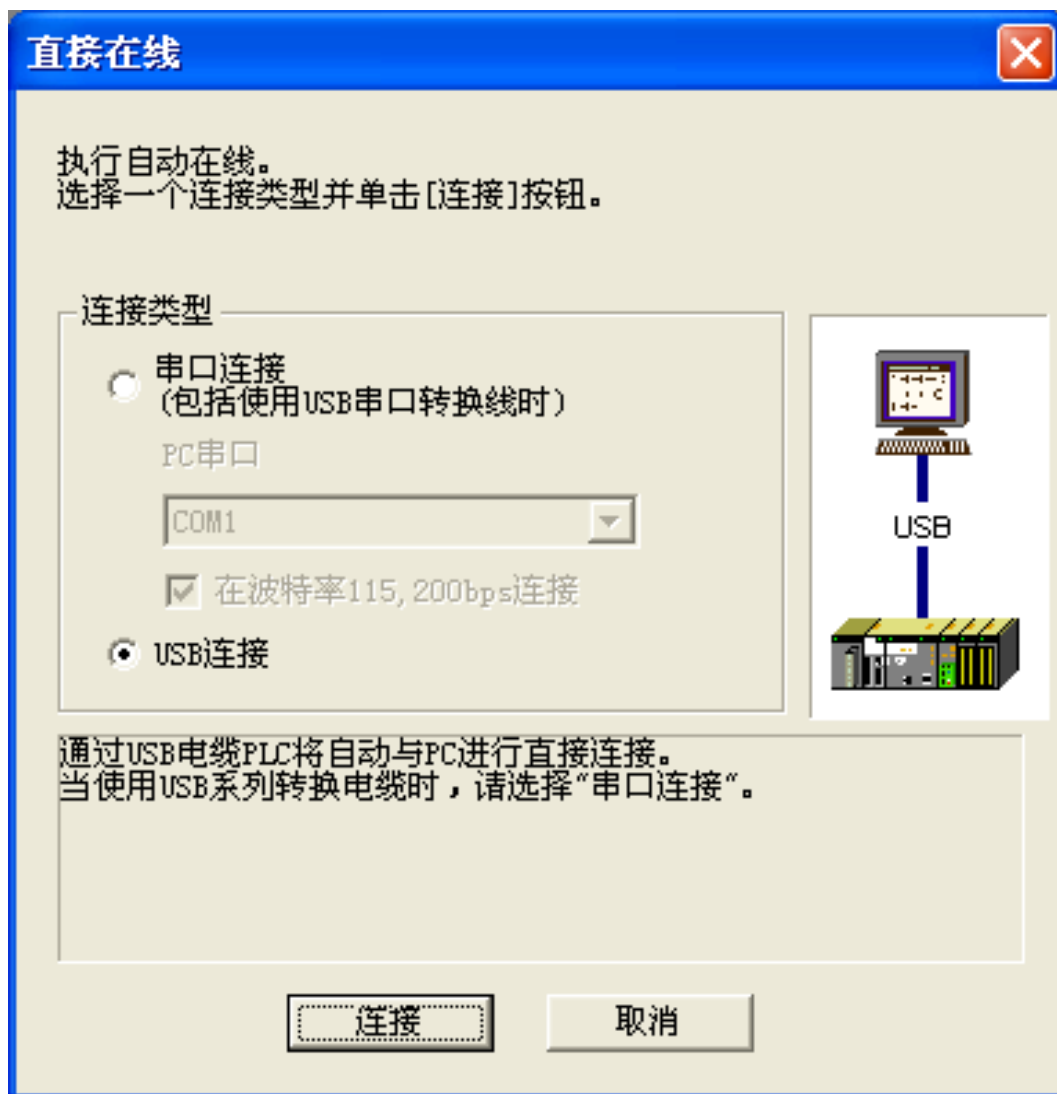 直接在线
执行自动在线。
选择一个连接类型并单击[连接]按钮。
连接类型
串口连接
(包括使用USB串口转换线时)
PC串口
COM1
在波特率115,200bps连接
USB连接
USB
通过USB电缆PLC将自动与PC进行直接连接。
当使用USB系列转换电缆时，请选择“串口连接“。
连接
取消